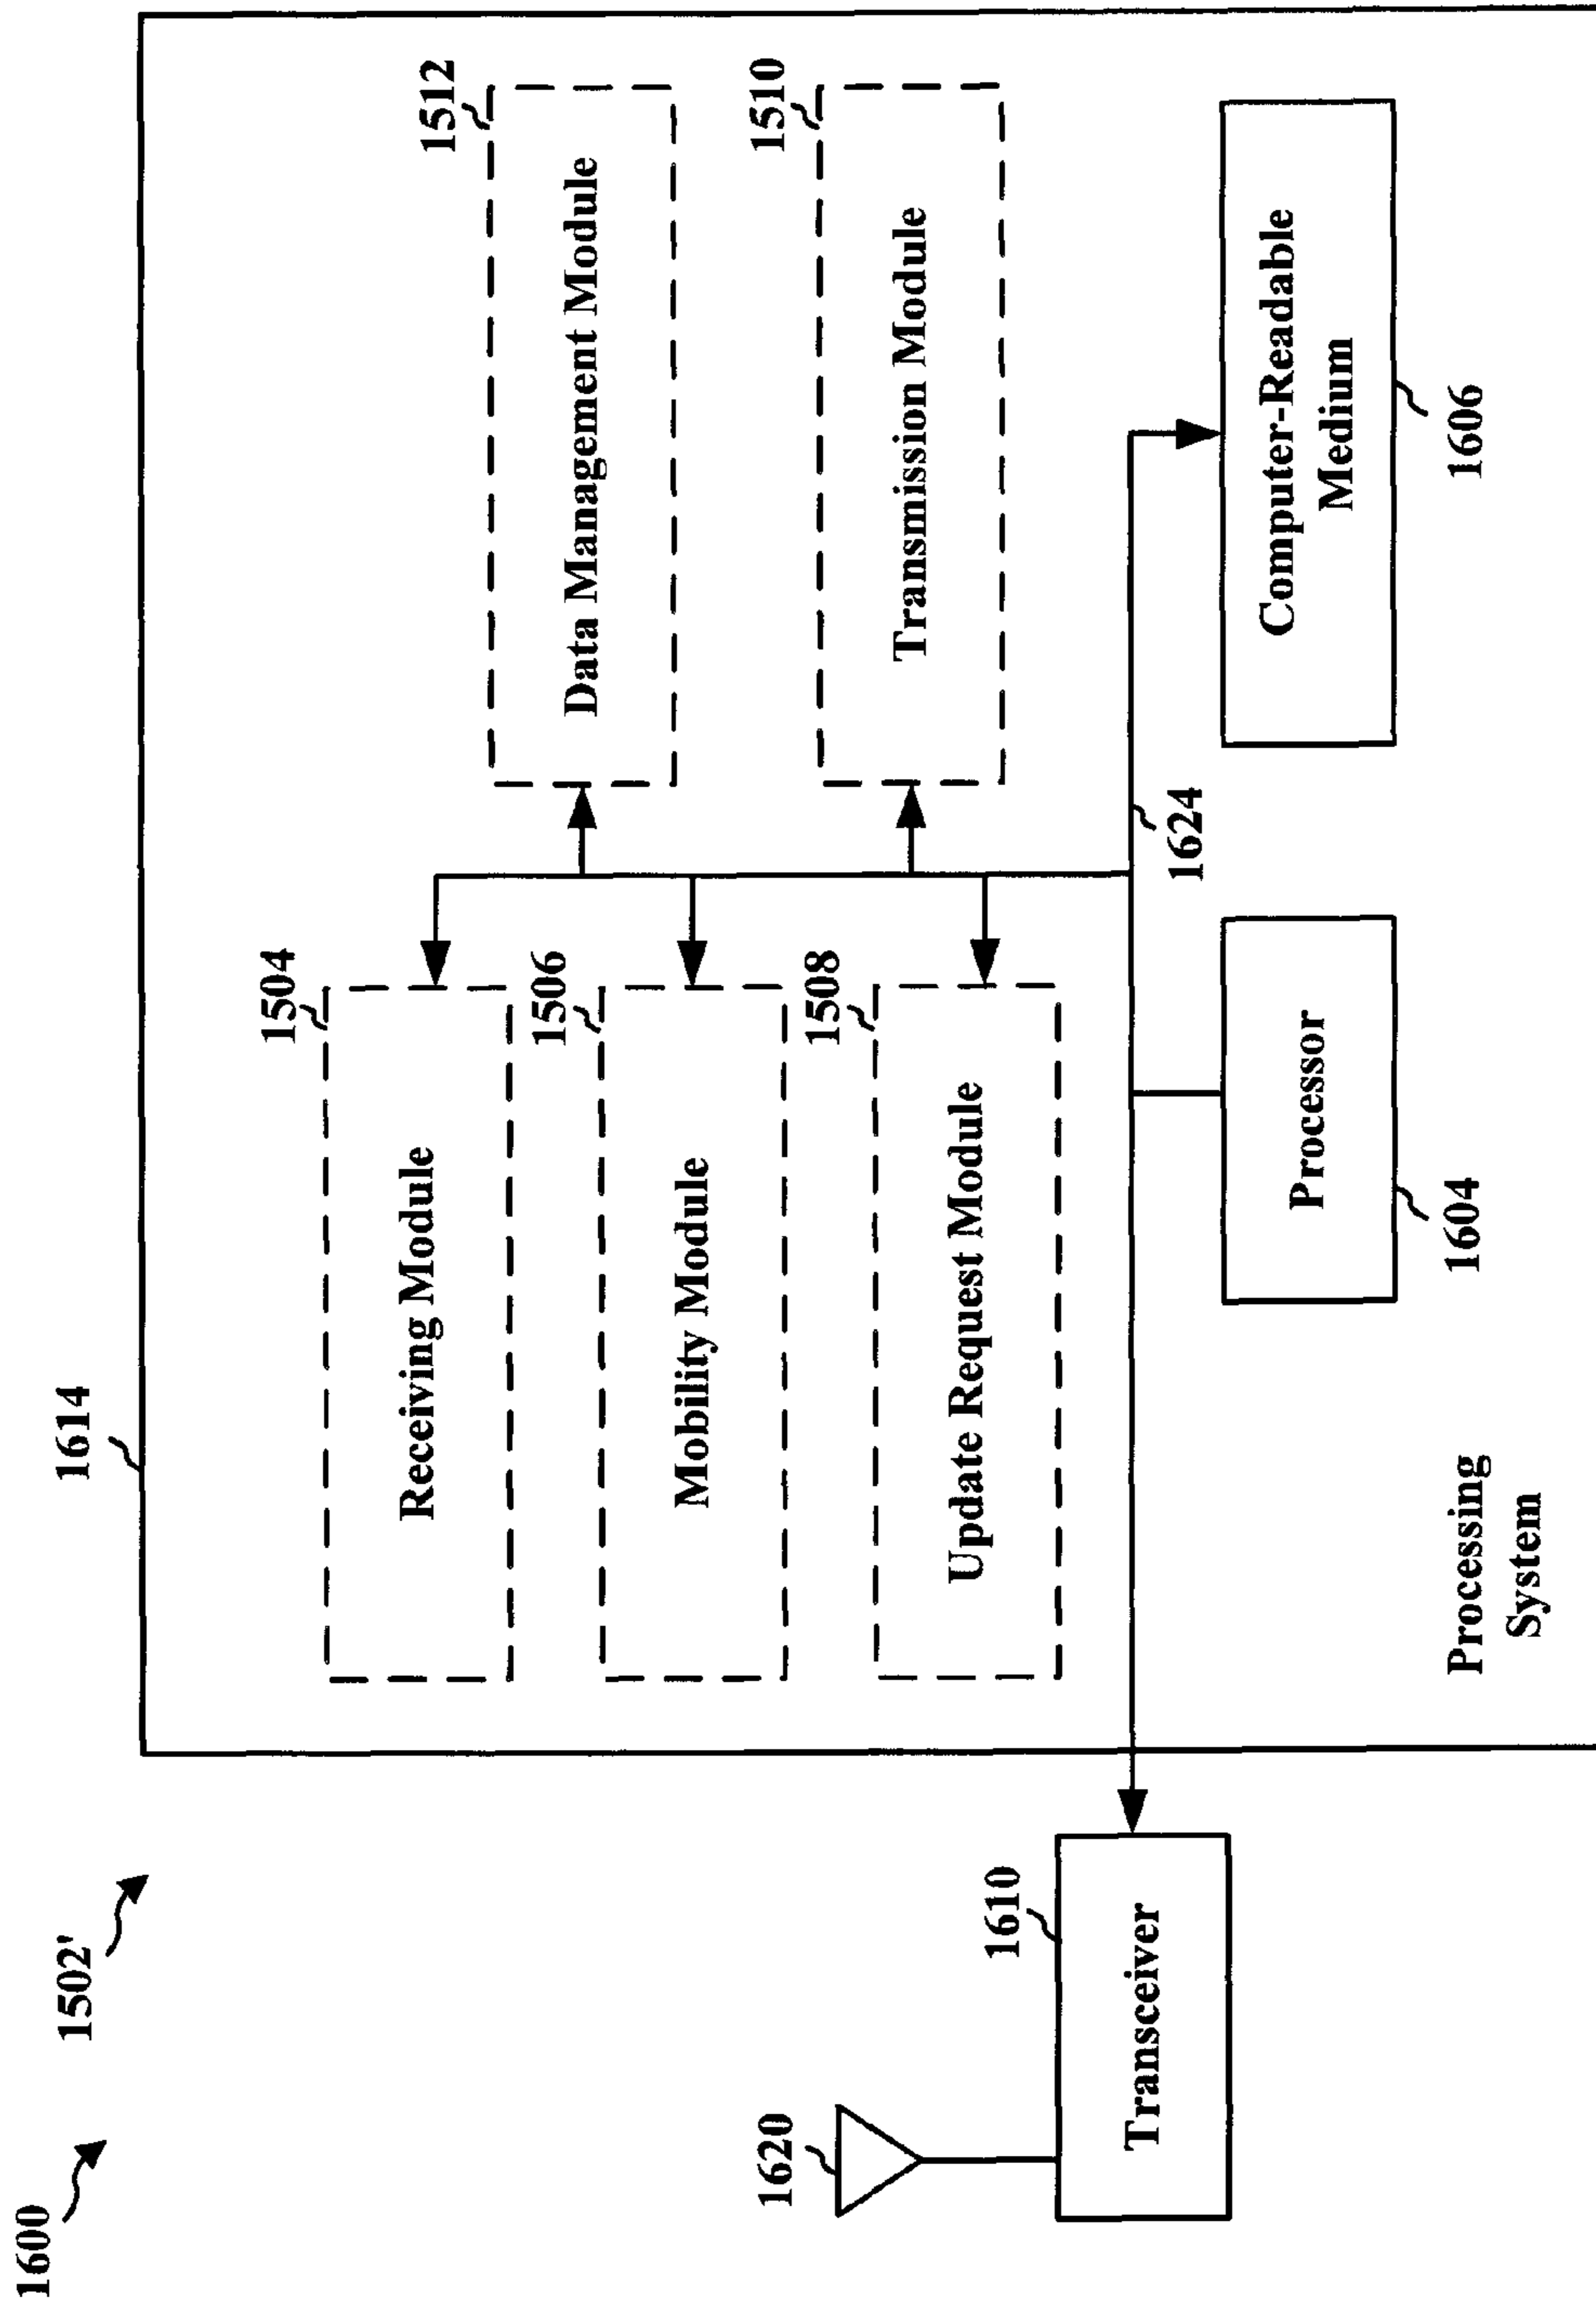 1600
1502'
1614
1504
Receiving Module
1506
Mobility Module
1508
Update Request Module
1512
Data Management Module
1510
Transmission Module
1620
1610
Transceiver
1624
Processor
1604
Computer-Readable
Medium
1606
Processing
System